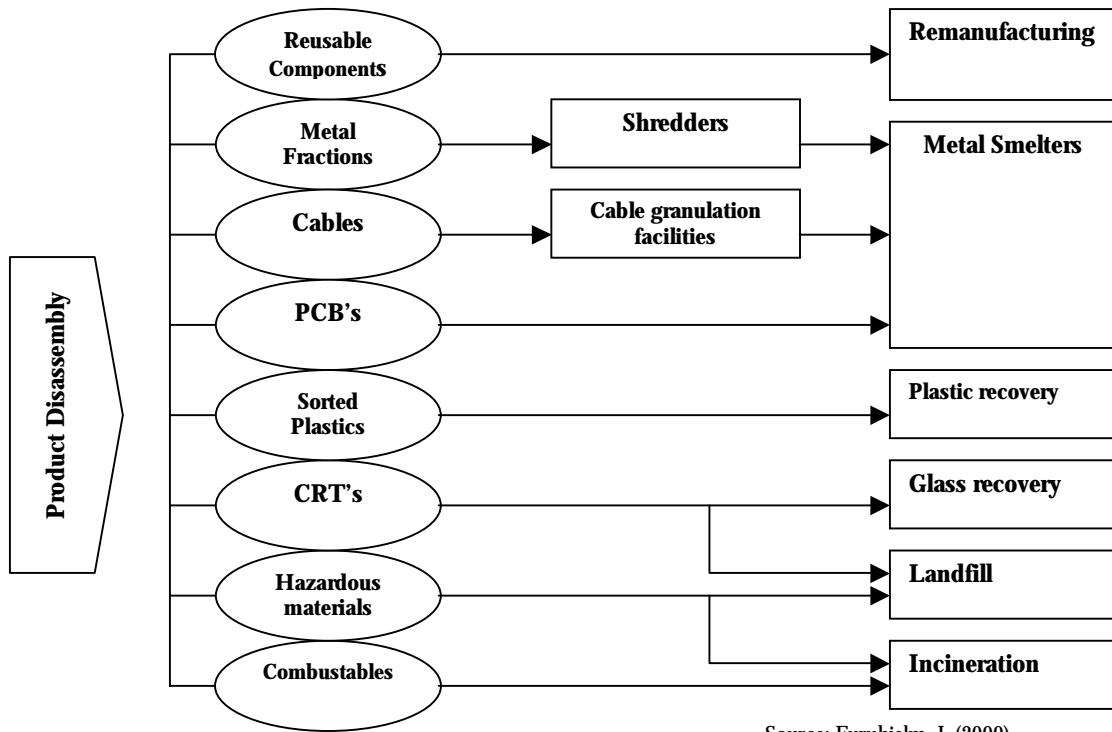 Product Disassembly
Reusable
Components
Remanufacturing
Metal
Fractions
Shredders
Metal Smelters
Cables
Cable granulation
facilities
PCB's
Sorted
Plastics
Plastic recovery
CRT's
Glass recovery
Hazardous
materials
Landfill
Combustables
Incineration